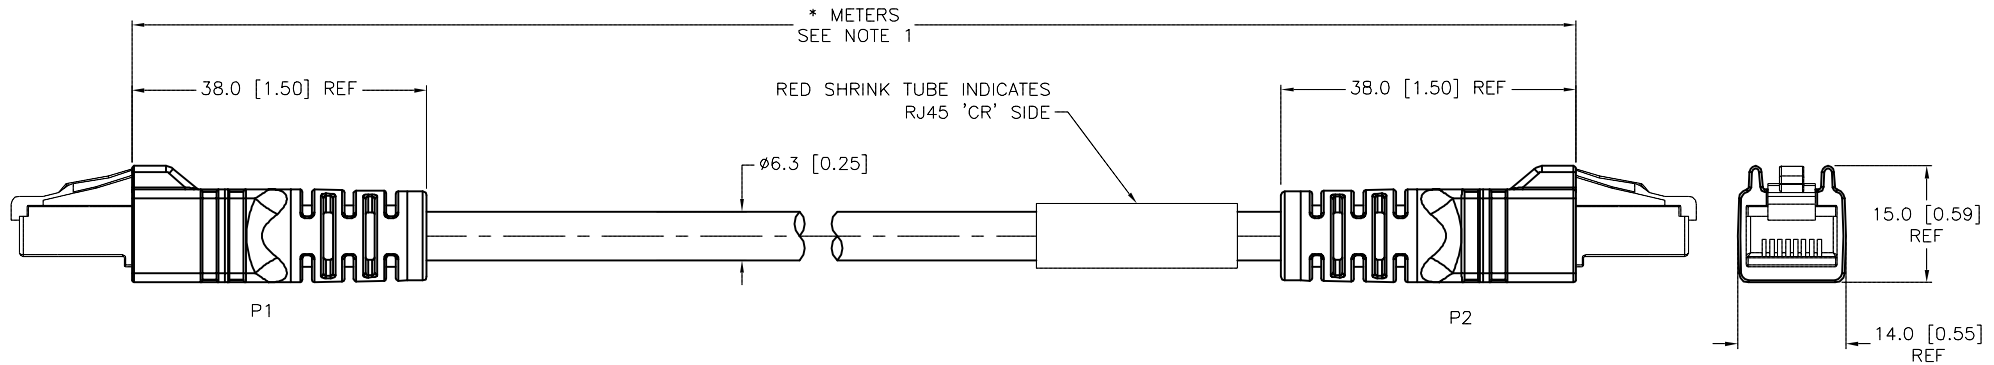 * METERS
SEE NOTE 1
38.0 [1.50] REF
RED SHRINK TUBE INDICATES
RJ45 'CR' SIDE
38.0 [1.50] REF
ø6.3 [0.25]
15.0 [0.59]
REF
P1
P2
14.0 [0.55]
REF